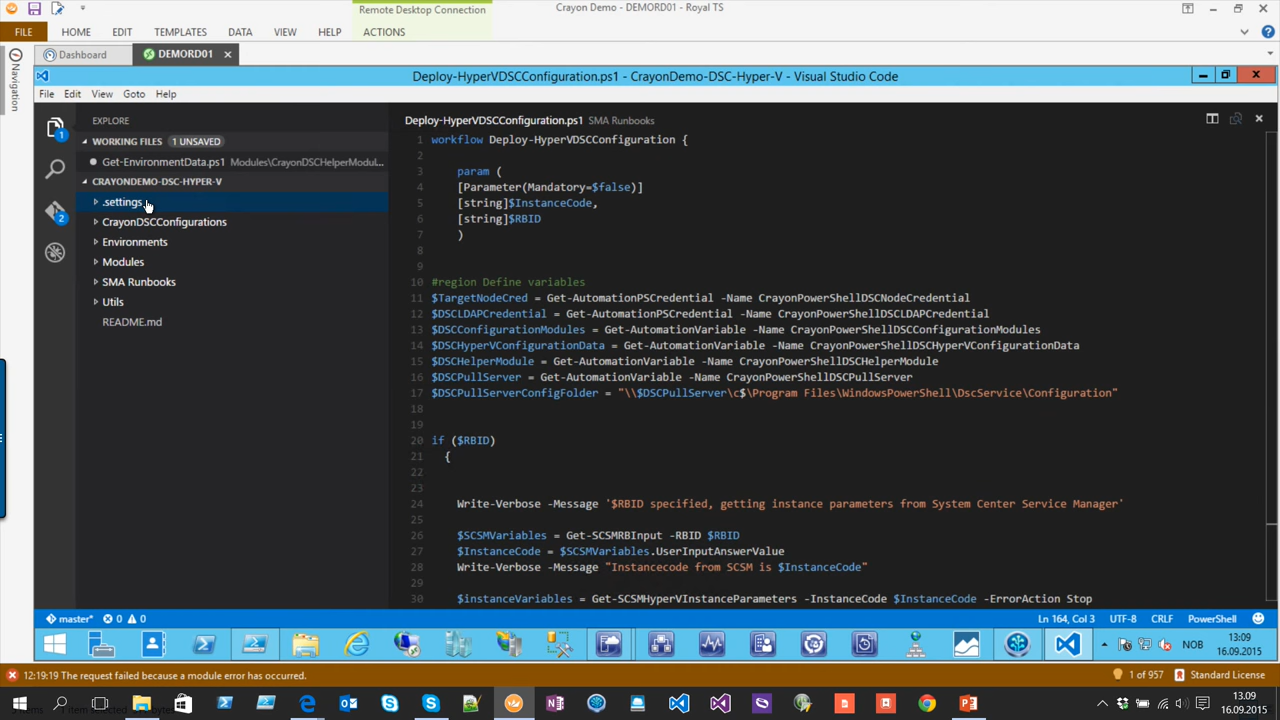 Remote Desktop Connection
Crayon Demo - DEMORD01 - Royal TS
FILE HOME EDIT TEMPLATES DATA VIEW HELP ACTIONS
Navigation
Dashboard DEMORD01
Deploy-HyperVDSCConfiguration.ps1 - CrayonDemo-DSC-Hyper-V - Visual Studio Code
File Edit View Goto Help
EXPLORE
WORKING FILES 1 UNSAVED
Get-EnvironmentData.ps1 Modules\CrayonDSCHelperModul...
CRAYONDEMO-DSC-HYPER-V
.settings
CrayonDSCConfigurations
Environments
Modules
SMA Runbooks
Utils
README.md
1
2
Deploy-HyperVDSCConfiguration.ps1 SMA Runbooks
1 workflow Deploy-HyperVDSCConfiguration {
2
3 param (
4 [Parameter(Mandatory=$false)]
5 [string]$InstanceCode,
6 [string]$RBID
7 )
8
9
10 #region Define variables
11 $TargetNodeCred = Get-AutomationPSCredential -Name CrayonPowerShellDSCNodeCredential
12 $DSCLDAPCredential = Get-AutomationPSCredential -Name CrayonPowerShellDSCLDAPCredential
13 $DSCConfigurationModules = Get-AutomationVariable -Name CrayonPowerShellDSCConfigurationModules
14 $DSCHyperVConfigurationData = Get-AutomationVariable -Name CrayonPowerShellDSCHyperVConfigurationData
15 $DSCHelperModule = Get-AutomationVariable -Name CrayonPowerShellDSCHelperModule
16 $DSCPullServer = Get-AutomationVariable -Name CrayonPowerShellDSCPullServer
17 $DSCPullServerConfigFolder = "\\$DSCPullServer\c$\Program Files\WindowsPowerShell\DscService\Configuration"
18
19
20 if ($RBID)
21 {
22
23
24 Write-Verbose -Message '$RBID specified, getting instance parameters from System Center Service Manager'
25
26 $SCSMVariables = Get-SCSMRBInput -RBID $RBID
27 $InstanceCode = $SCSMVariables.UserInputAnswerValue
28 Write-Verbose -Message "Instancecode from SCSM is $InstanceCode"
29
30 $instanceVariables = Get-SCSMHyperVInstanceParameters -InstanceCode $InstanceCode -ErrorAction Stop
master* 0 0 Ln 164, Col 3 UTF-8 CRLF PowerShell
NOB 13:09
16.09.2015
12:19:19 The request failed because a module error has occurred. 1 of 957 Standard License
13.09
16.09.2015